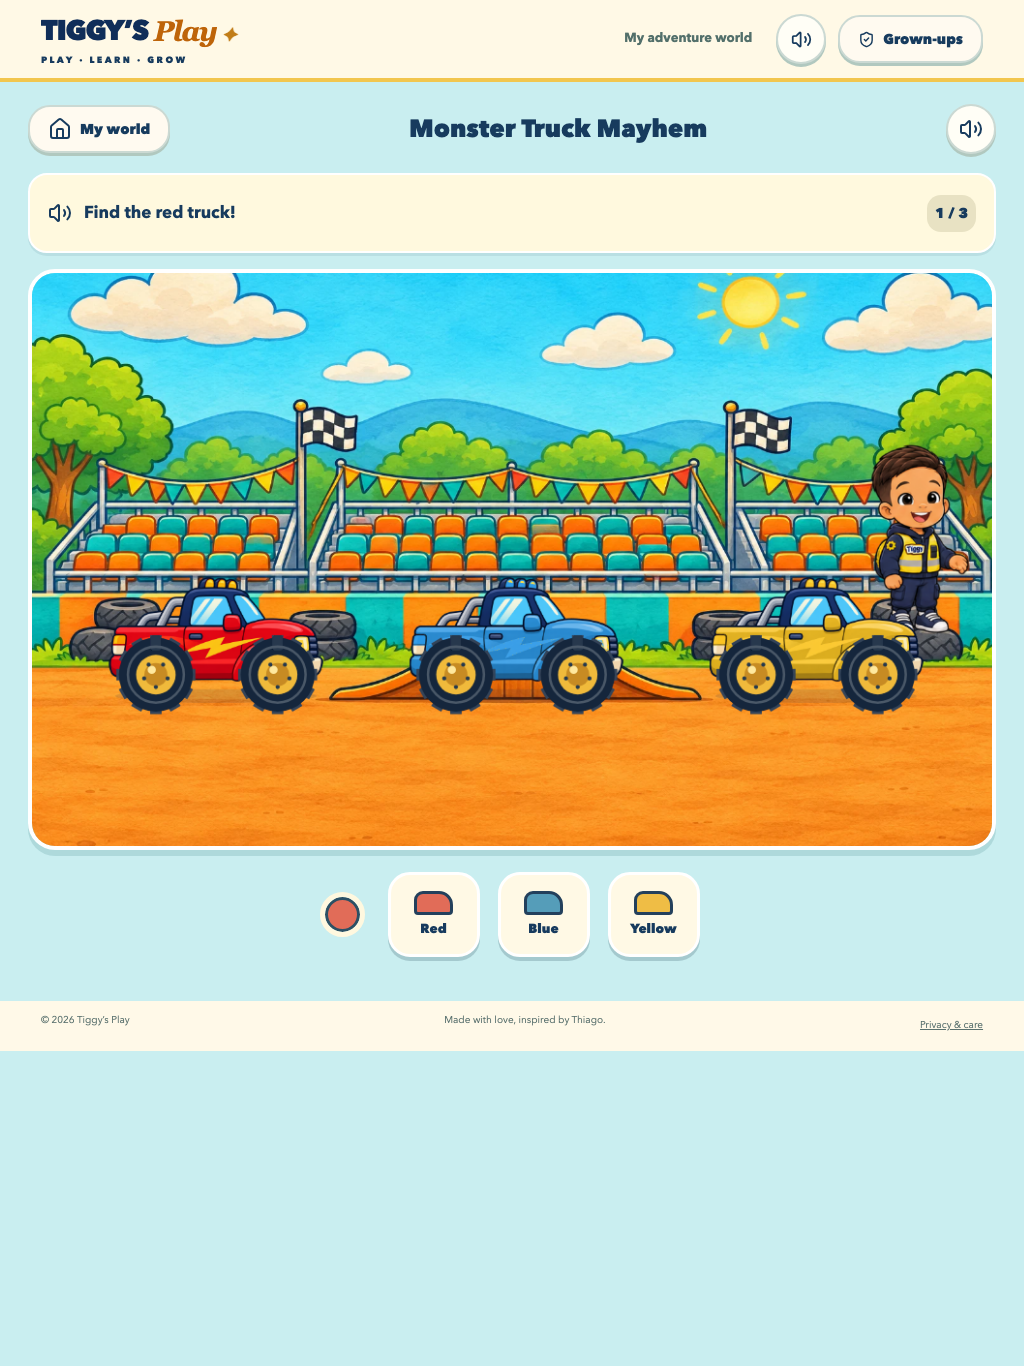 TIGGY'S Play
PLAY · LEARN · GROW
My adventure world
Grown-ups
My world
Monster Truck Mayhem
Find the red truck!
1 / 3
Tiggy
Red
Blue
Yellow
© 2026 Tiggy's Play
Made with love, inspired by Thiago.
Privacy & care